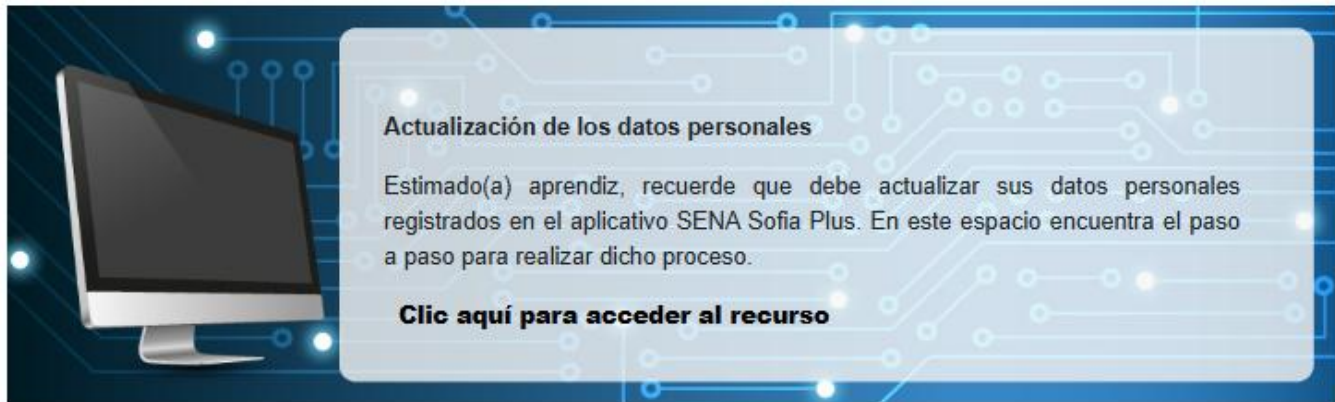 Actualización de los datos personales
Estimado(a) aprendiz, recuerde que debe actualizar sus datos personales
registrados en el aplicativo SENA Sofia Plus. En este espacio encuentra el paso
a paso para realizar dicho proceso.
Clic aquí para acceder al recurso